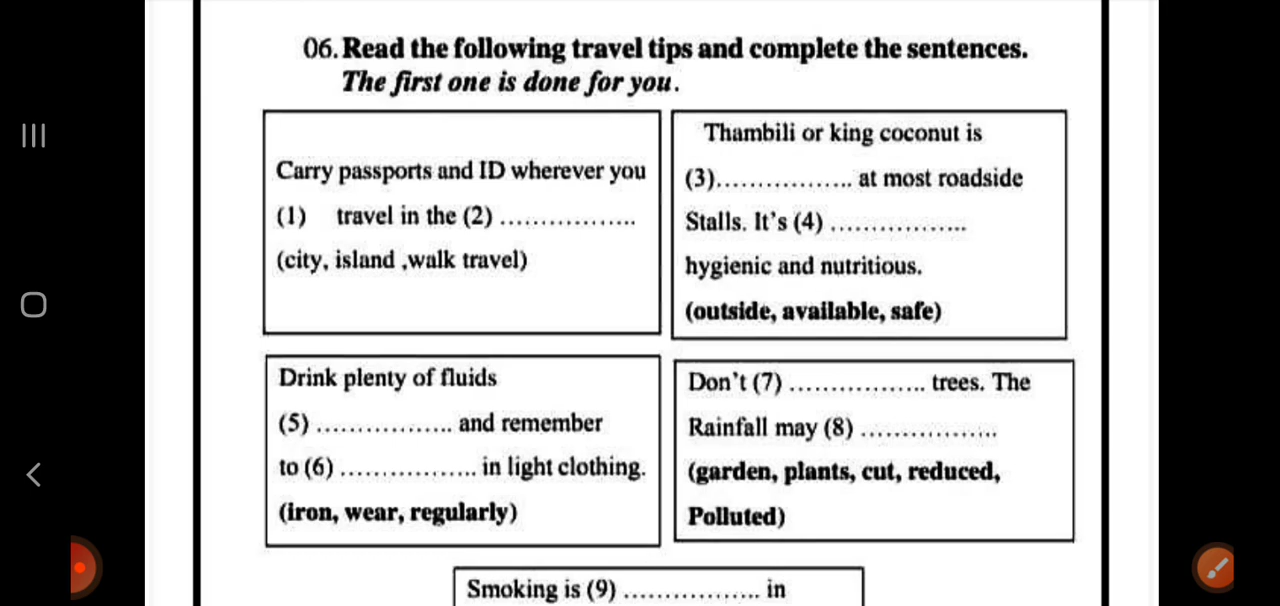 06. Read the following travel tips and complete the sentences.
The first one is done for you.
Carry passports and ID wherever you
(1) travel in the (2) .................
(city, island ,walk travel)
Thambili or king coconut is
(3)................. at most roadside
Stalls. It's (4) .................
hygienic and nutritious.
(outside, available, safe)
Drink plenty of fluids
(5) ................. and remember
to (6) ................. in light clothing.
(iron, wear, regularly)
Don't (7) ................. trees. The
Rainfall may (8) .................
(garden, plants, cut, reduced,
Polluted)
Smoking is (9) ................. in